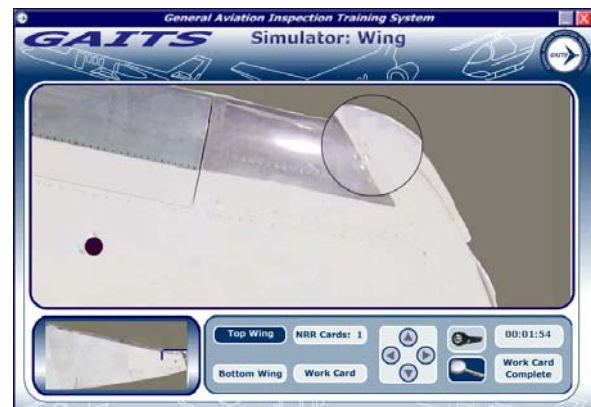 General Aviation Inspection Training System
GAITS
Simulator: Wing
GAITS
Top Wing
NRR Cards: 1
00:01:54
Bottom Wing
Work Card
Work Card
Complete